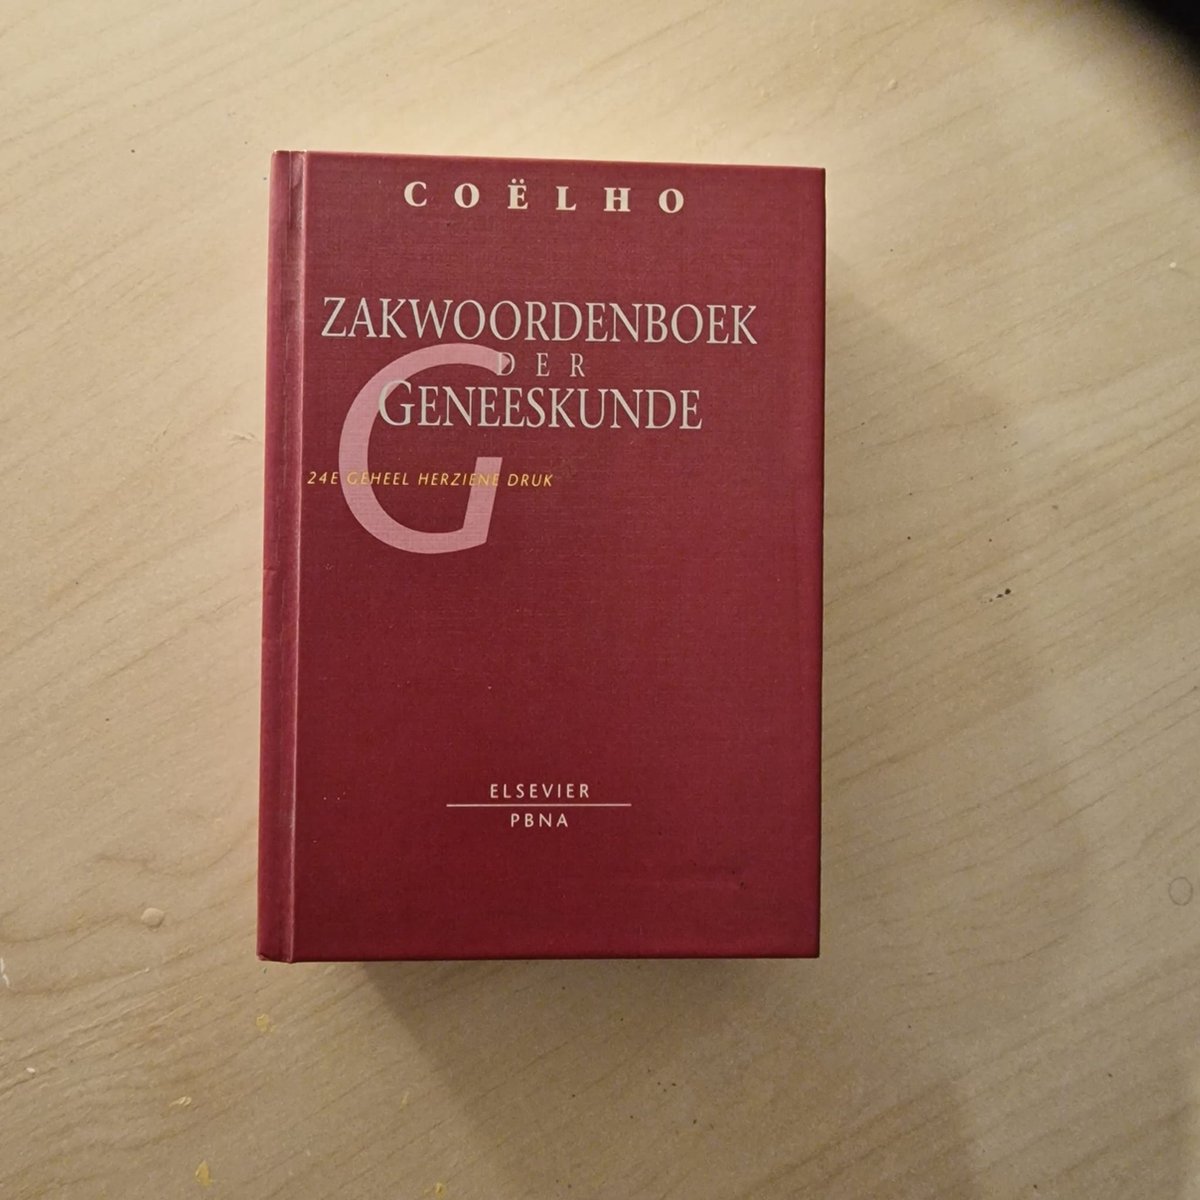 COËLHO
ZAKWOORDENBOEK
DER
GENEESKUNDE
24E GEHEEL HERZIENE DRUK
G
ELSEVIER
PBNA